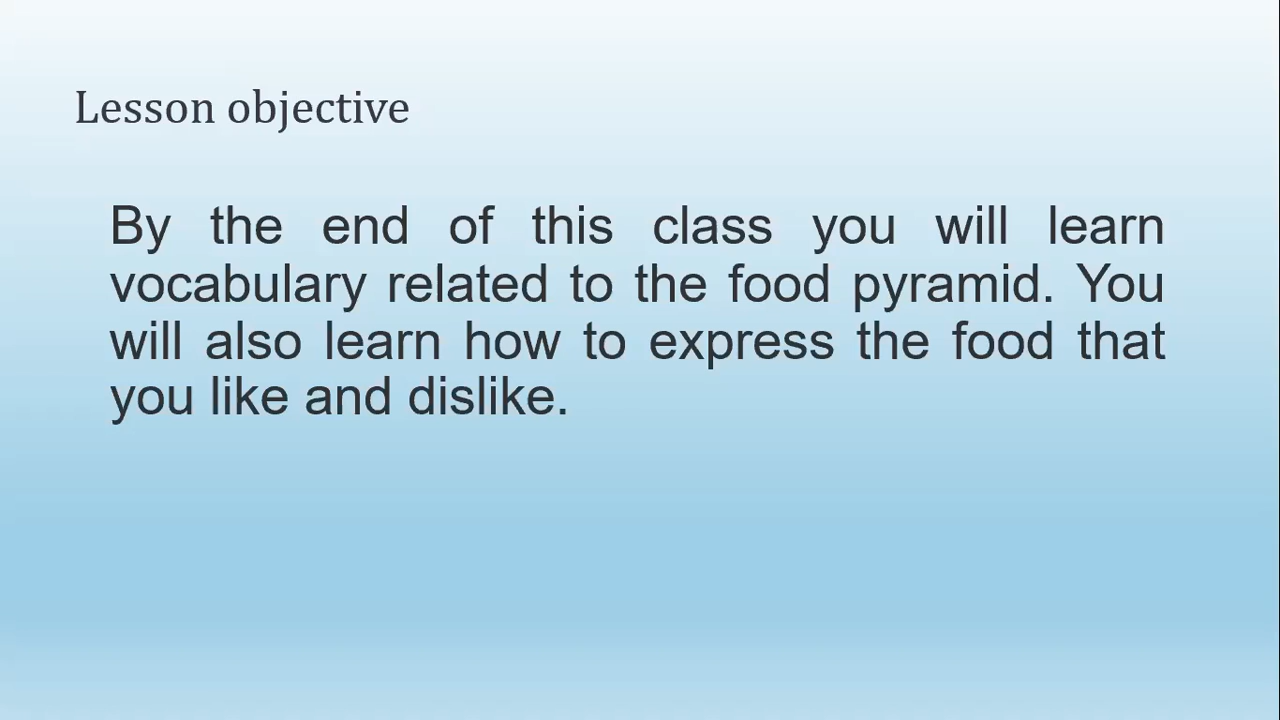 Lesson objective
By the end of this class you will learn
vocabulary related to the food pyramid. You
will also learn how to express the food that
you like and dislike.